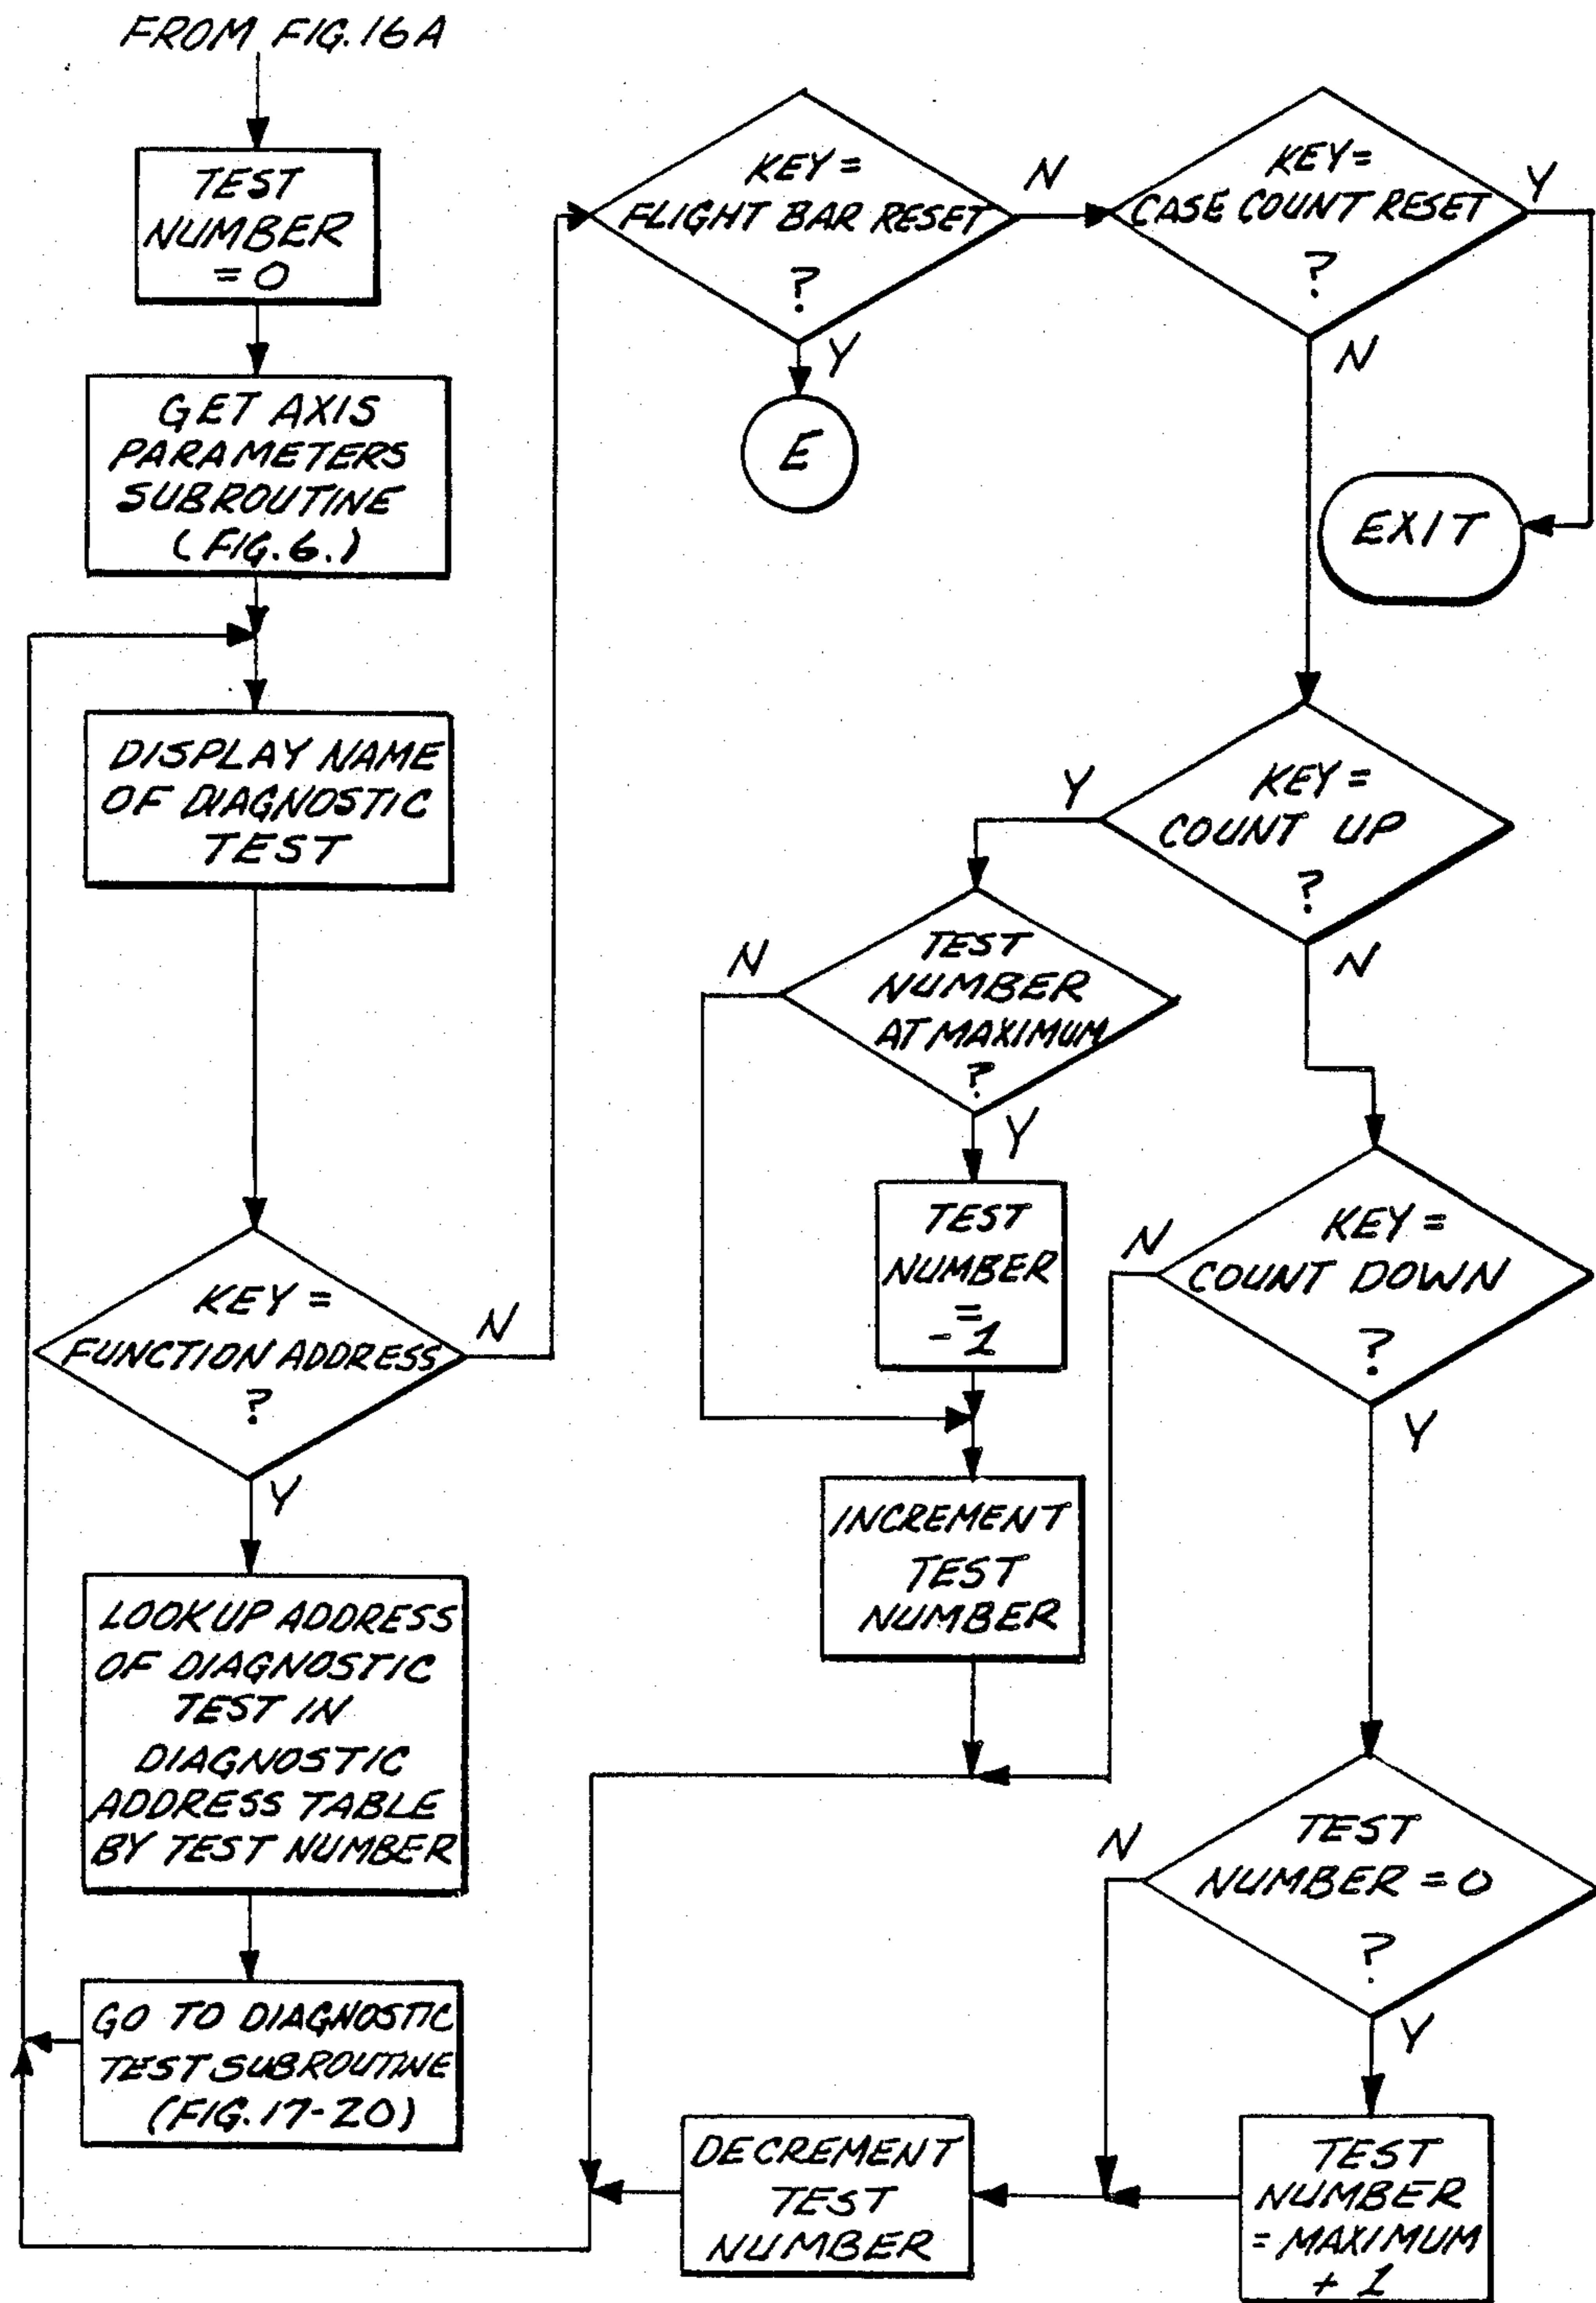 FROM FIG. 16A
TEST
NUMBER
= 0
GET AXIS
PARAMETERS
SUBROUTINE
(FIG. 6.)
DISPLAY NAME
OF DIAGNOSTIC
TEST
KEY =
FUNCTION ADDRESS
?
N
Y
LOOKUP ADDRESS
OF DIAGNOSTIC
TEST IN
DIAGNOSTIC
ADDRESS TABLE
BY TEST NUMBER
GO TO DIAGNOSTIC
TEST SUBROUTINE
(FIG. 17-20)
KEY =
FLIGHT BAR RESET
?
N
Y
E
KEY =
CASE COUNT RESET
?
Y
N
EXIT
KEY =
COUNT UP
?
Y
N
TEST
NUMBER
AT MAXIMUM
?
N
Y
TEST
NUMBER
=
- 1
INCREMENT
TEST
NUMBER
KEY =
COUNT DOWN
?
N
Y
TEST
NUMBER = 0
?
N
Y
TEST
NUMBER
= MAXIMUM
+ 1
DECREMENT
TEST
NUMBER